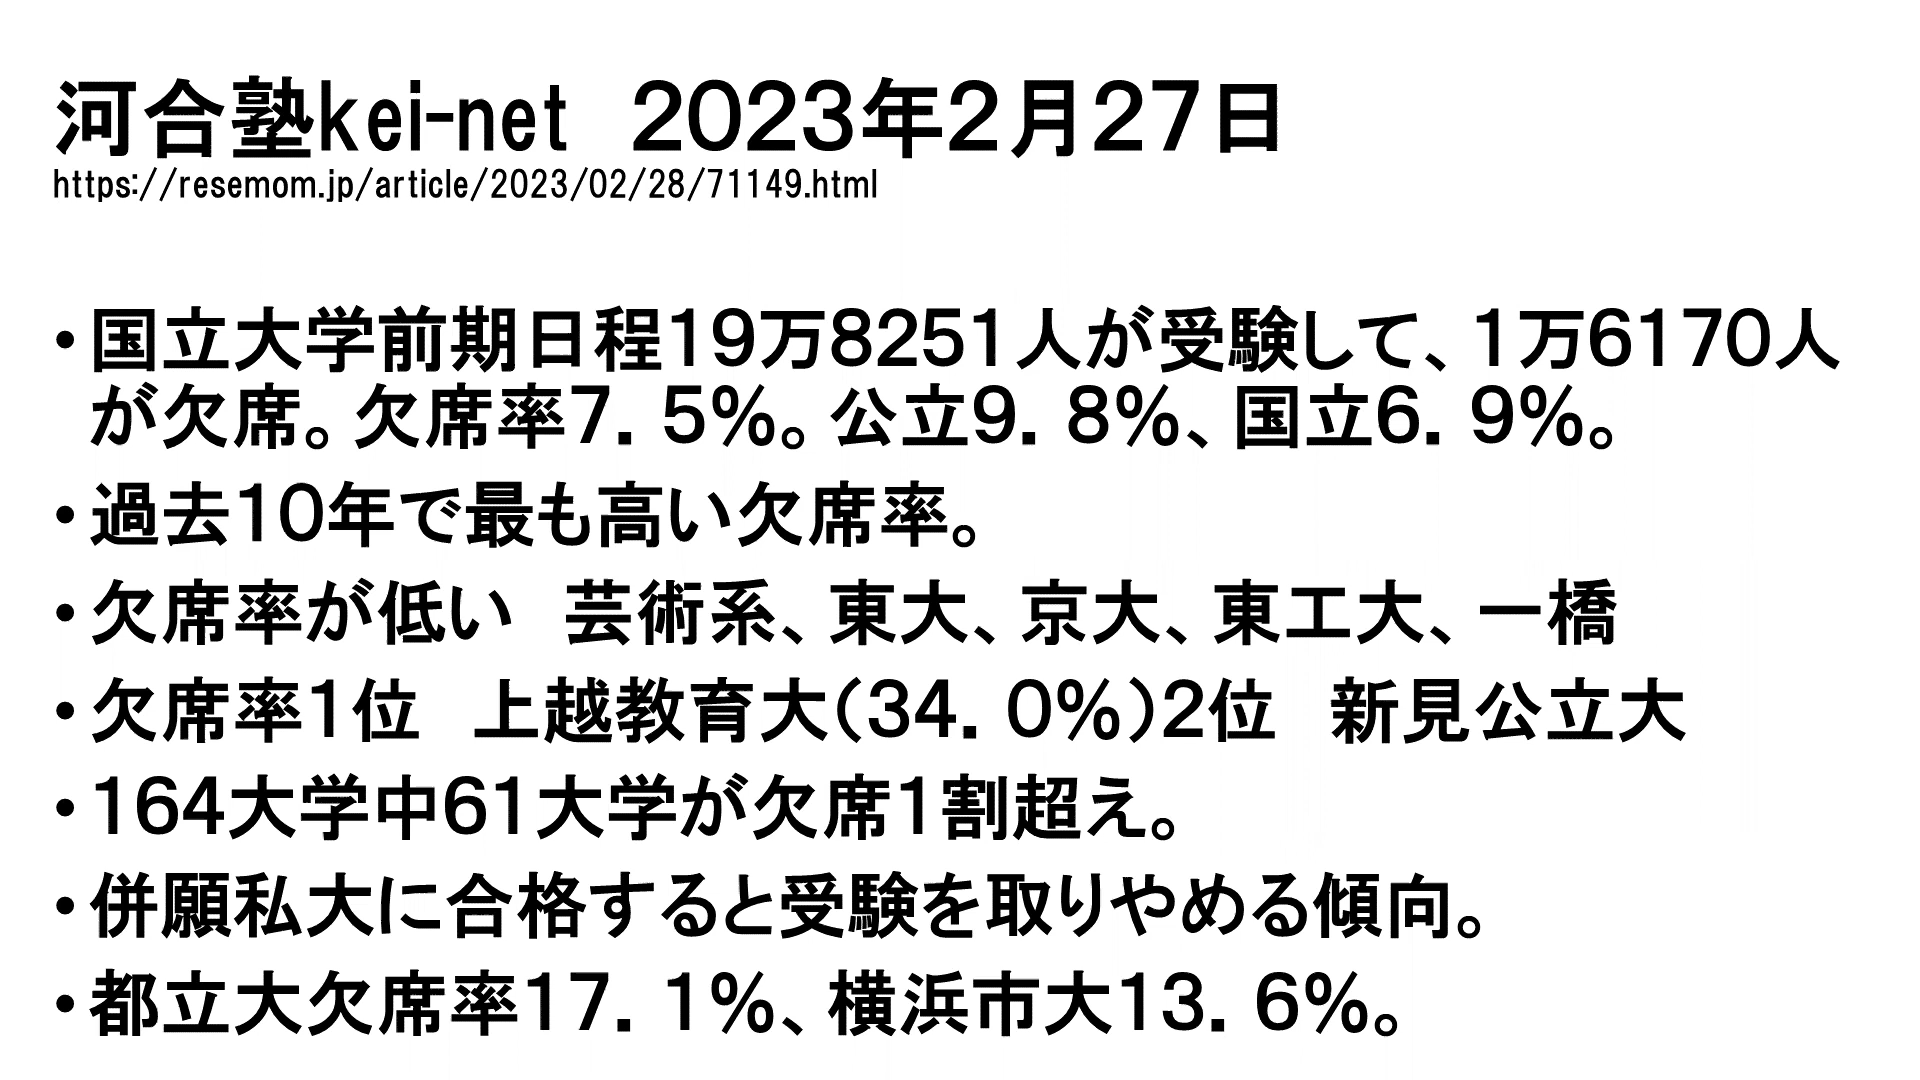 河合塾kei-net　２０２３年２月２７日
https://resemom.jp/article/2023/02/28/71149.html
・国立大学前期日程１９万８２５１人が受験して、１万６１７０人
が欠席。欠席率７．５％。公立９．８％、国立６．９％。
・過去１０年で最も高い欠席率。
・欠席率が低い　芸術系、東大、京大、東工大、一橋
・欠席率１位　上越教育大（３４．０％）２位　新見公立大
・１６４大学中６１大学が欠席１割超え。
・併願私大に合格すると受験を取りやめる傾向。
・都立大欠席率１７．１％、横浜市大１３．６％。